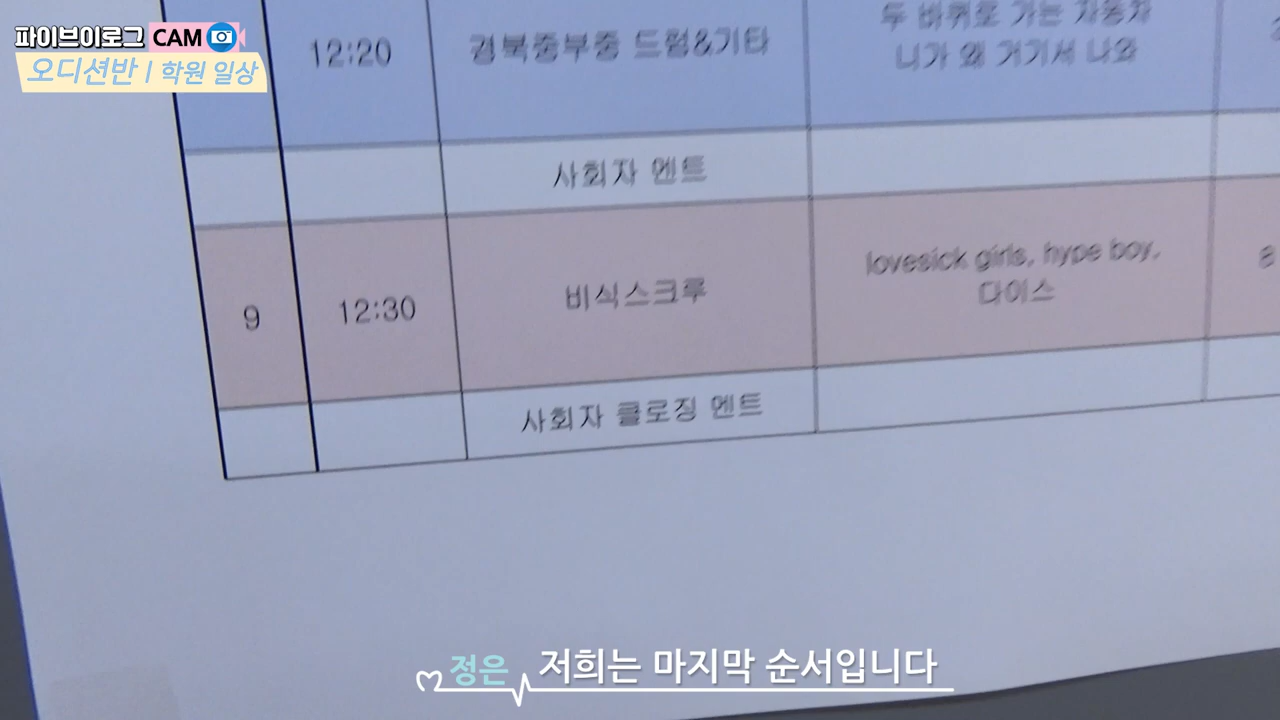 파이브이로그 CAM
오디션반 | 학원 일상
12:20
경북중부중 드럼&기타
두 바퀴로 가는 자동차
니가 왜 거기서 나와
사회자 멘트
9
12:30
비식스크루
lovesick girls, hype boy,
다이스
8
사회자 클로징 멘트
정은 저희는 마지막 순서입니다